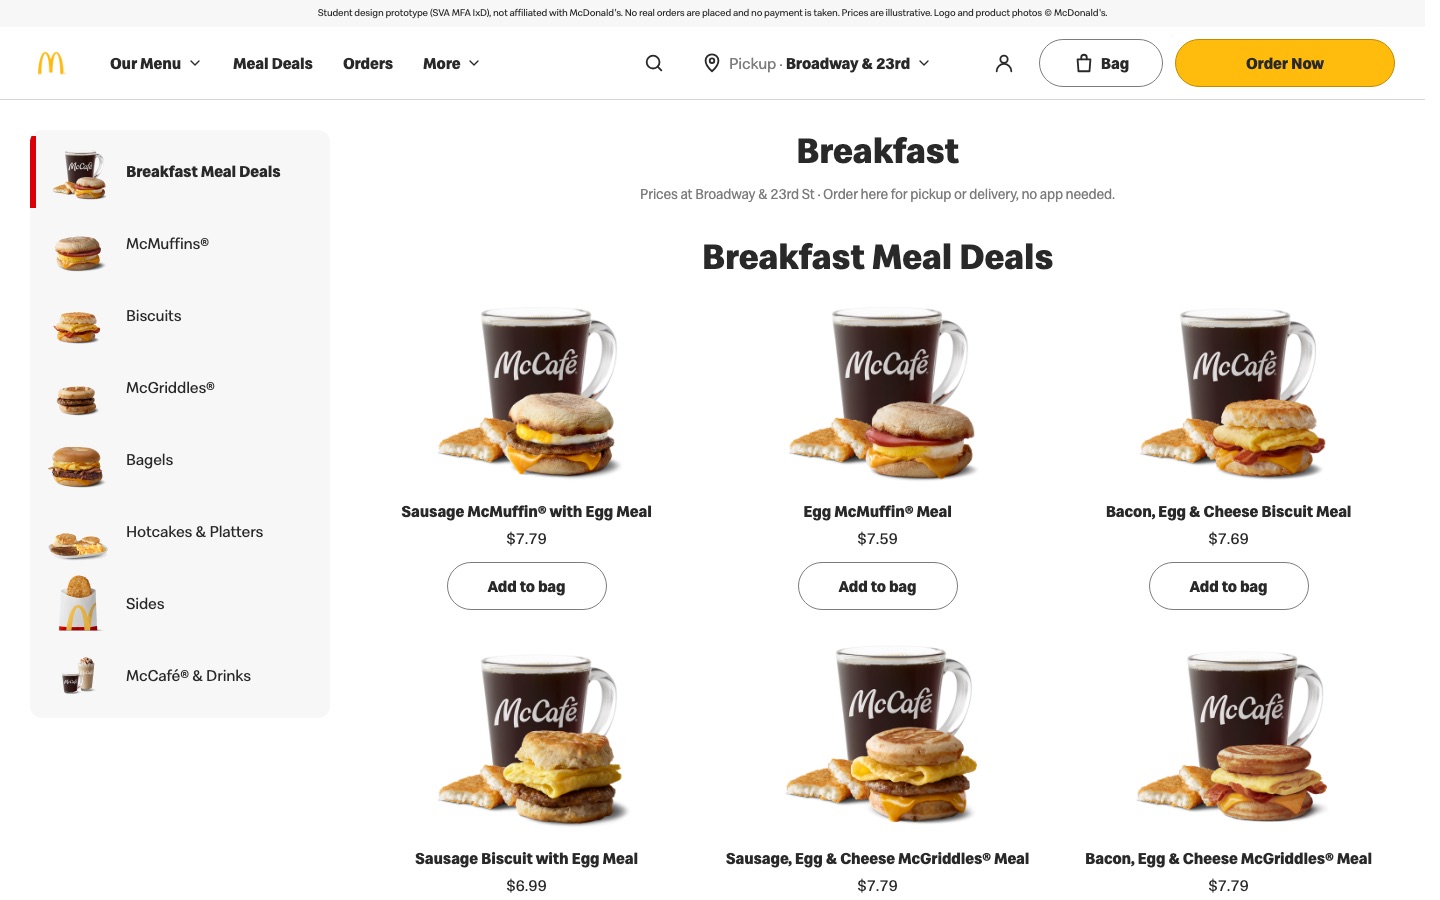 Student design prototype (SVA MFA IxD), not affiliated with McDonald's. No real orders are placed and no payment is taken. Prices are illustrative. Logo and product photos © McDonald's.
Our Menu
Meal Deals
Orders
More
Pickup · Broadway & 23rd
Bag
Order Now
Breakfast Meal Deals
McMuffins®
Biscuits
McGriddles®
Bagels
Hotcakes & Platters
Sides
McCafé® & Drinks
Breakfast
Prices at Broadway & 23rd St · Order here for pickup or delivery, no app needed.
Breakfast Meal Deals
McCafé
McCafé
McCafé
Sausage McMuffin® with Egg Meal
$7.79
Add to bag
Egg McMuffin® Meal
$7.59
Add to bag
Bacon, Egg & Cheese Biscuit Meal
$7.69
Add to bag
McCafé
McCafé
McCafé
Sausage Biscuit with Egg Meal
$6.99
Sausage, Egg & Cheese McGriddles® Meal
$7.79
Bacon, Egg & Cheese McGriddles® Meal
$7.79